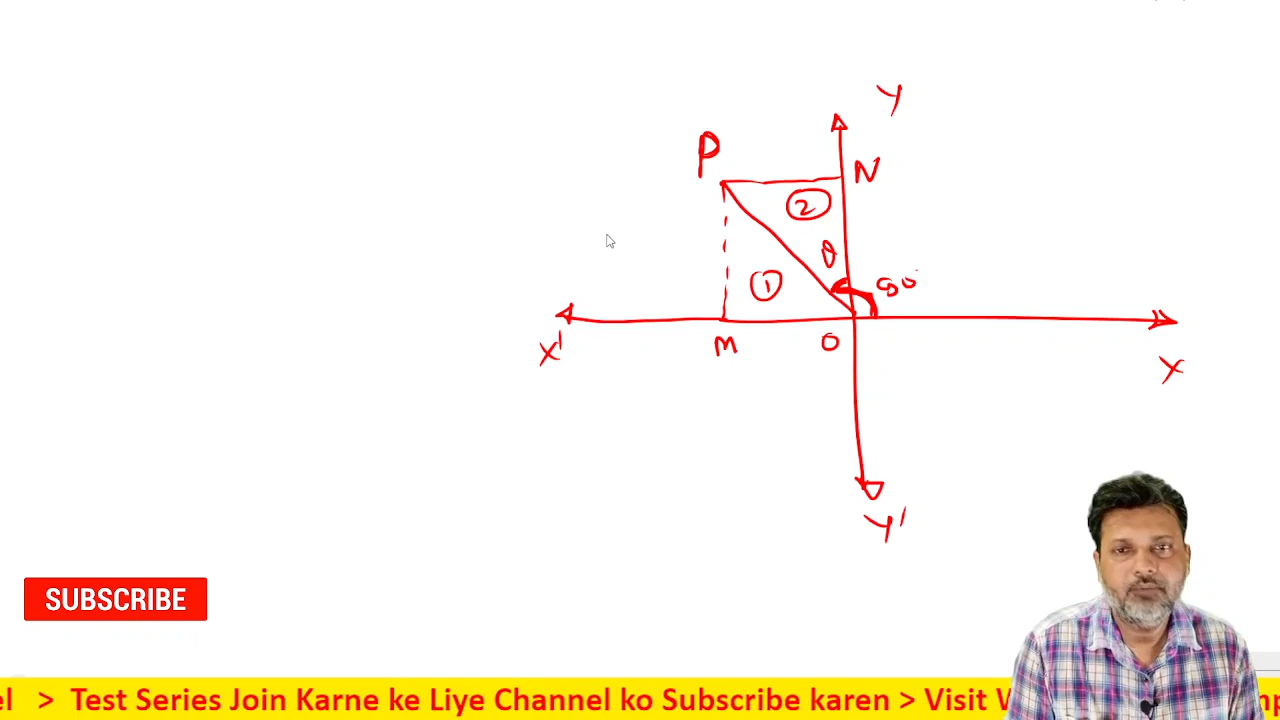 Y
P
N
2
θ
1
90°
X'
M
O
X
Y'
SUBSCRIBE
> Test Series Join Karne ke Liye Channel ko Subscribe karen > Visit